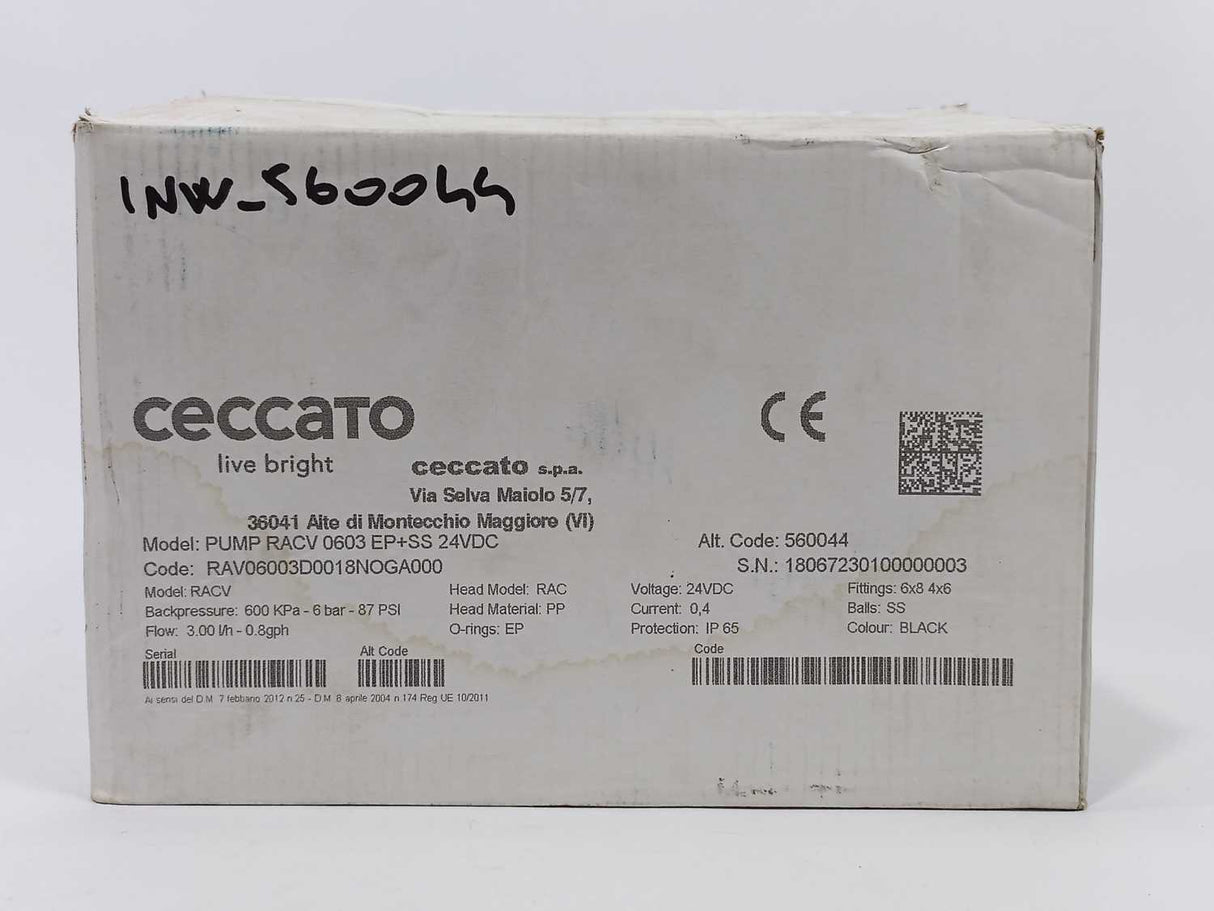 INW_560044
ceccato
live bright
CE
ceccato s.p.a.
Via Selva Maiolo 5/7,
36041 Alte di Montecchio Maggiore (VI)
Model: PUMP RACV 0603 EP+SS 24VDC
Alt. Code: 560044
Code: RAV06003D0018NOGA000
S.N.: 18067230100000003
Model: RACV Head Model: RAC Voltage: 24VDC Fittings: 6x8 4x6
Backpressure: 600 KPa - 6 bar - 87 PSI Head Material: PP Current: 0,4 Balls: SS
Flow: 3.00 l/h - 0.8gph O-rings: EP Protection: IP 65 Colour: BLACK
Serial Alt Code Code
Ai sensi del D.M. 7 febbraio 2012 n.25 - D.M. 6 aprile 2004 n.174 Reg UE 10/2011